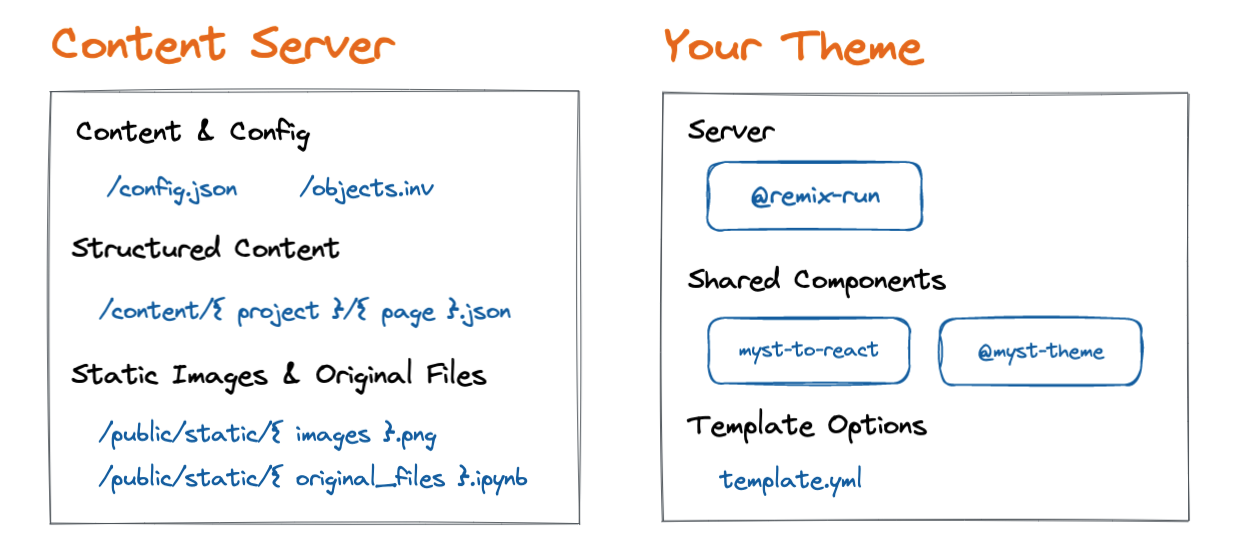 Content Server
Content & Config
/config.json
/objects.inv
Structured Content
/content/{ project }/{ page }.json
Static Images & Original Files
/public/static/{ images }.png
/public/static/{ original_files }.ipynb
Your Theme
Server
@remix-run
Shared Components
myst-to-react
@myst-theme
Template Options
template.yml